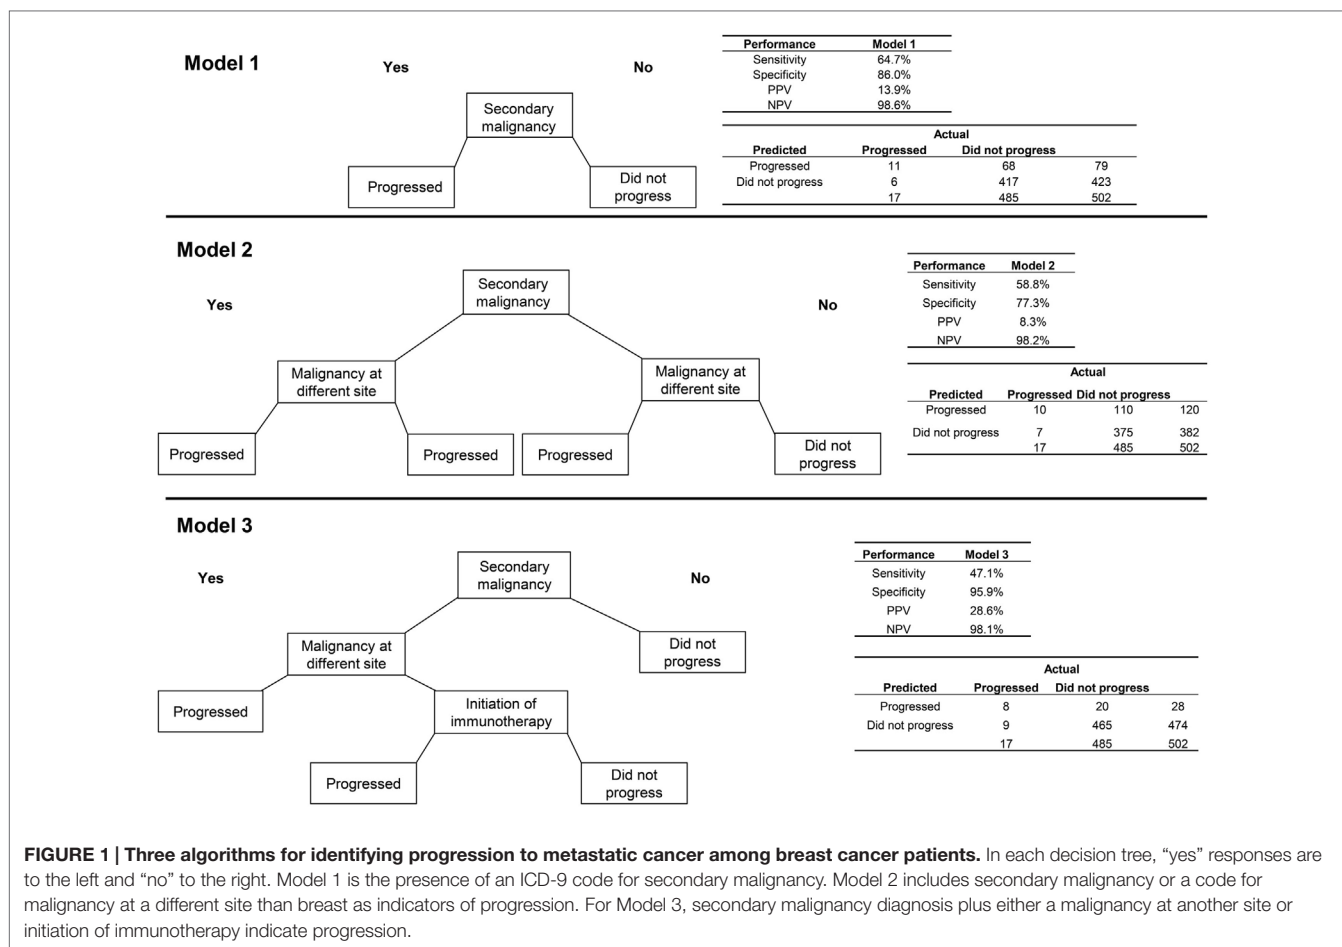 Model 1
Yes
No
Secondary
malignancy
Progressed
Did not
progress
Performance Model 1
Sensitivity 64.7%
Specificity 86.0%
PPV 13.9%
NPV 98.6%
Actual
Predicted Progressed Did not progress
Progressed 11 68 79
Did not progress 6 417 423
17 485 502
Model 2
Yes
No
Secondary
malignancy
Malignancy at
different site
Malignancy at
different site
Progressed
Progressed
Progressed
Did not
progress
Performance Model 2
Sensitivity 58.8%
Specificity 77.3%
PPV 8.3%
NPV 98.2%
Actual
Predicted Progressed Did not progress
Progressed 10 110 120
Did not progress 7 375 382
17 485 502
Model 3
Yes
No
Secondary
malignancy
Malignancy at
different site
Did not
progress
Progressed
Initiation of
immunotherapy
Progressed
Did not
progress
Performance Model 3
Sensitivity 47.1%
Specificity 95.9%
PPV 28.6%
NPV 98.1%
Actual
Predicted Progressed Did not progress
Progressed 8 20 28
Did not progress 9 465 474
17 485 502
FIGURE 1 | Three algorithms for identifying progression to metastatic cancer among breast cancer patients. In each decision tree, “yes” responses are
to the left and “no” to the right. Model 1 is the presence of an ICD-9 code for secondary malignancy. Model 2 includes secondary malignancy or a code for
malignancy at a different site than breast as indicators of progression. For Model 3, secondary malignancy diagnosis plus either a malignancy at another site or
initiation of immunotherapy indicate progression.